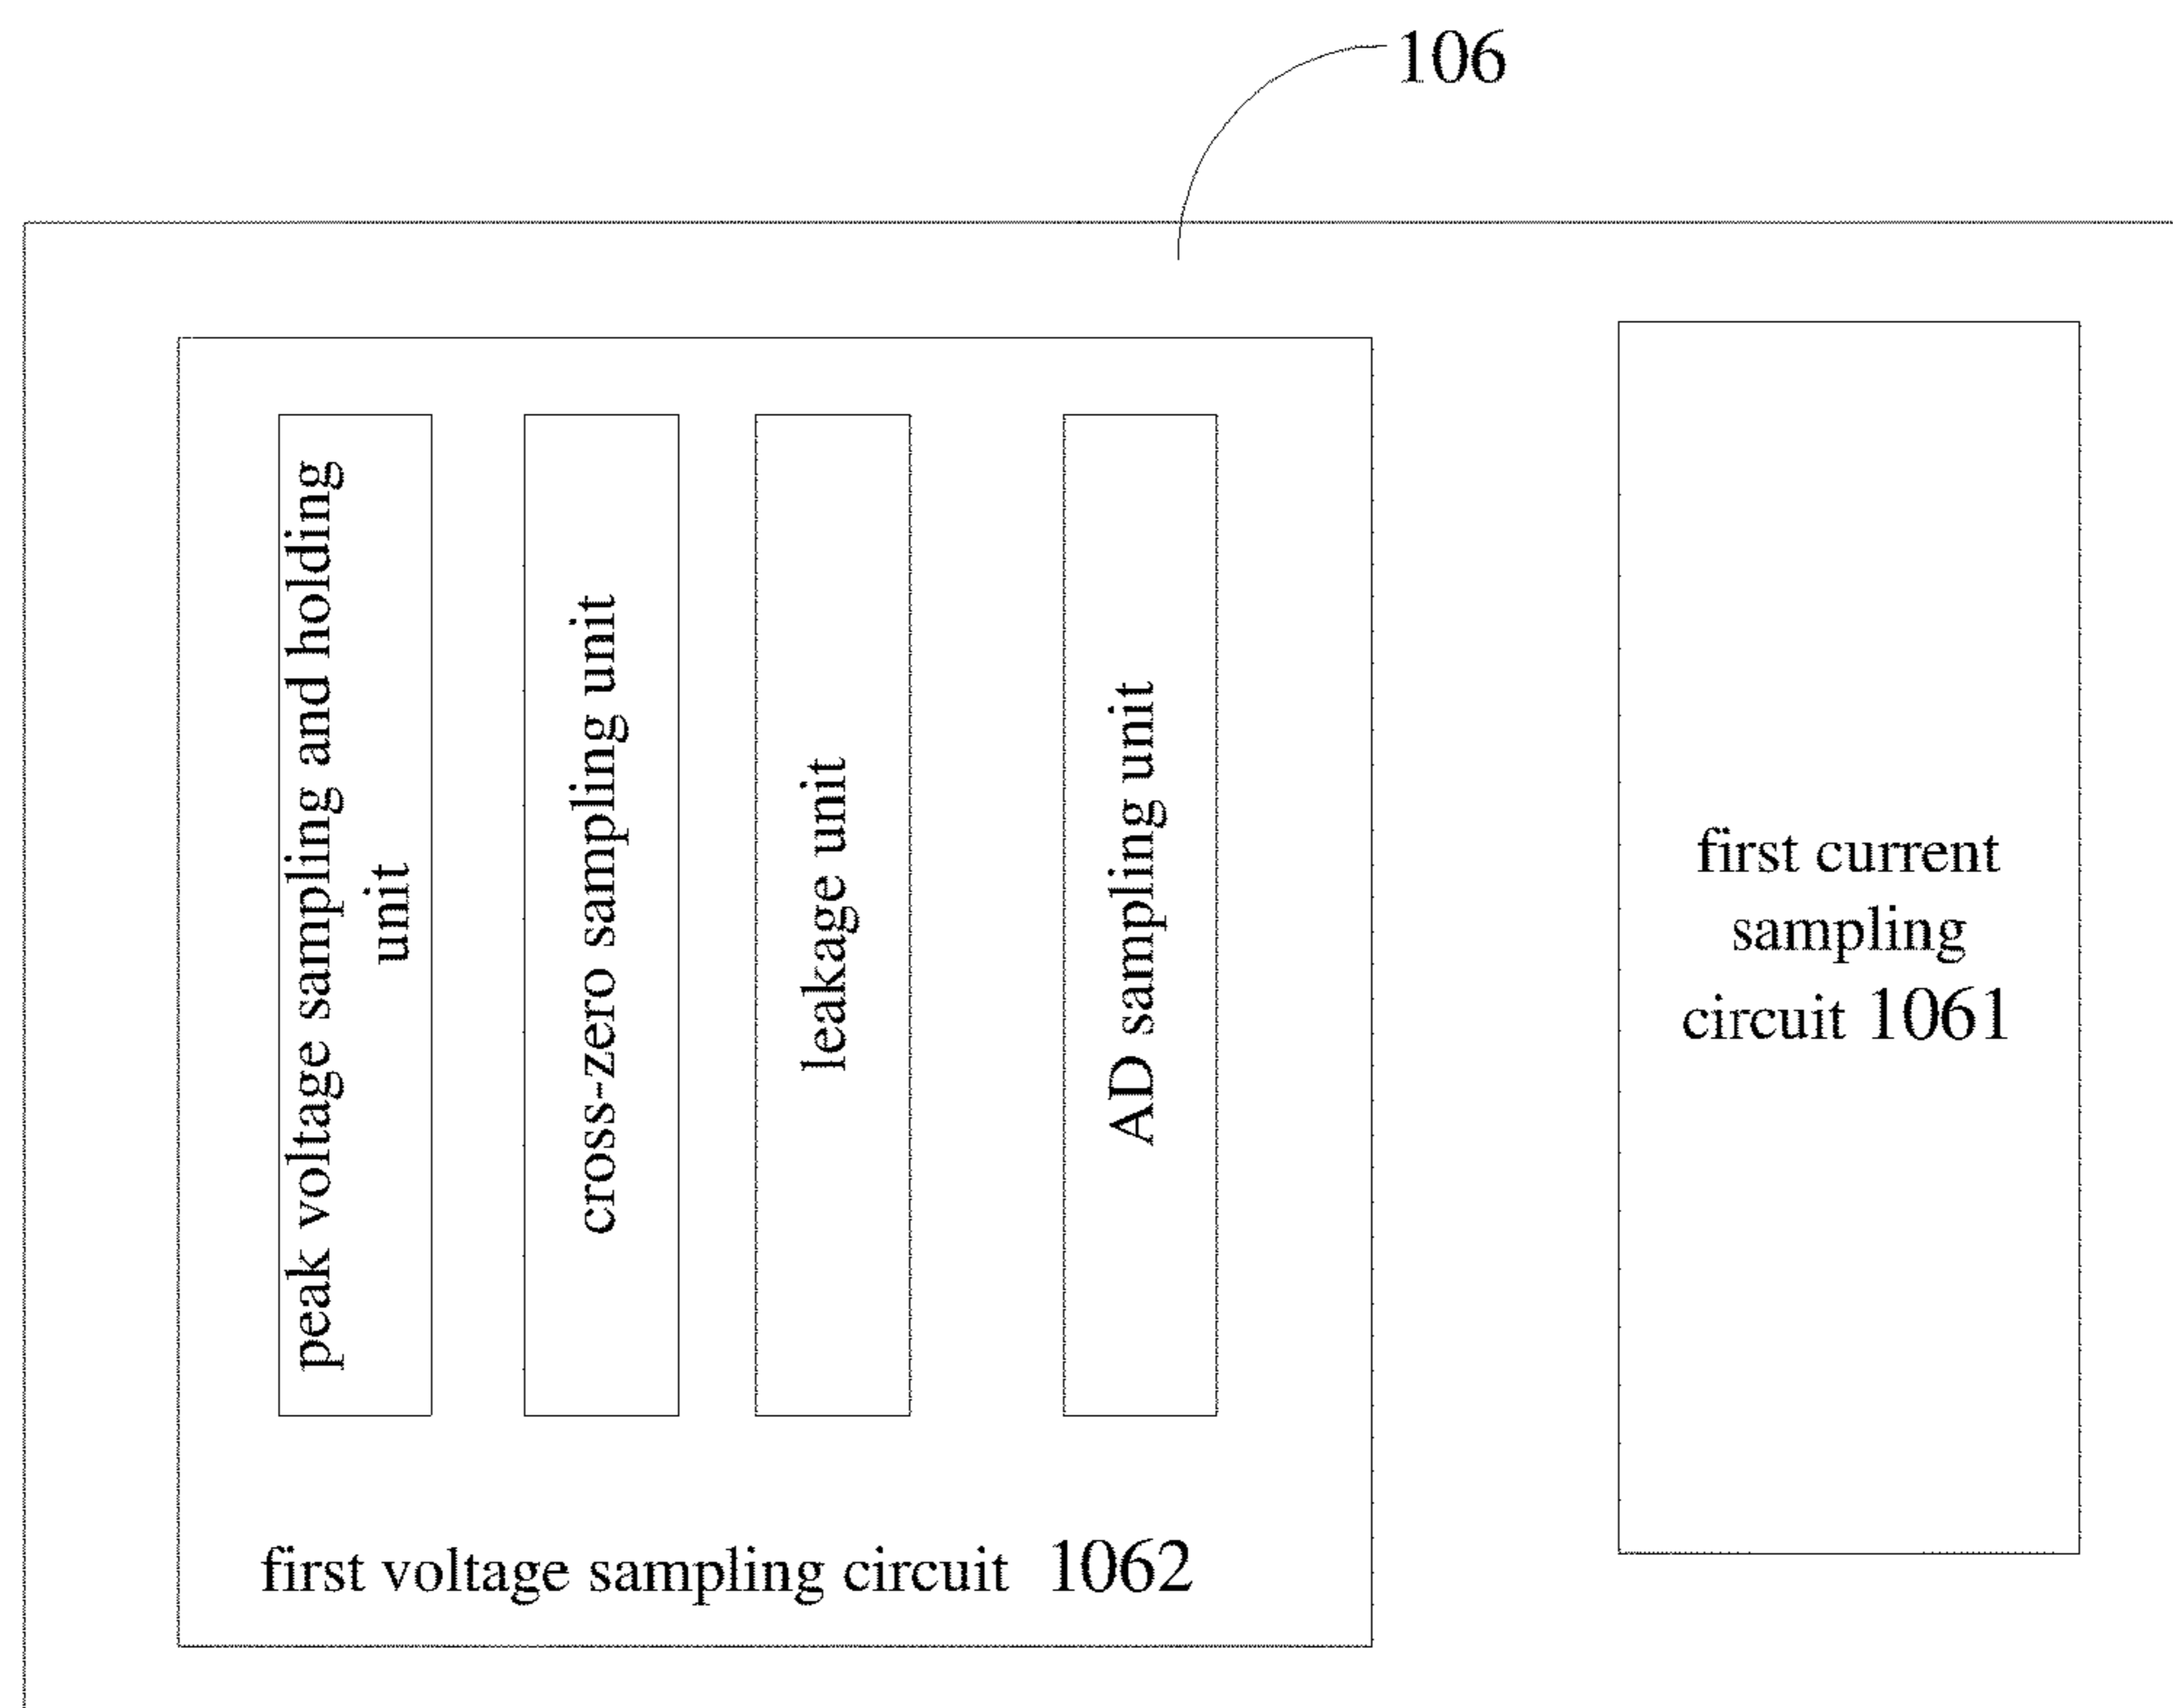 106
peak voltage sampling and holding
unit
cross-zero sampling unit
leakage unit
AD sampling unit
first voltage sampling circuit 1062
first current
sampling
circuit 1061